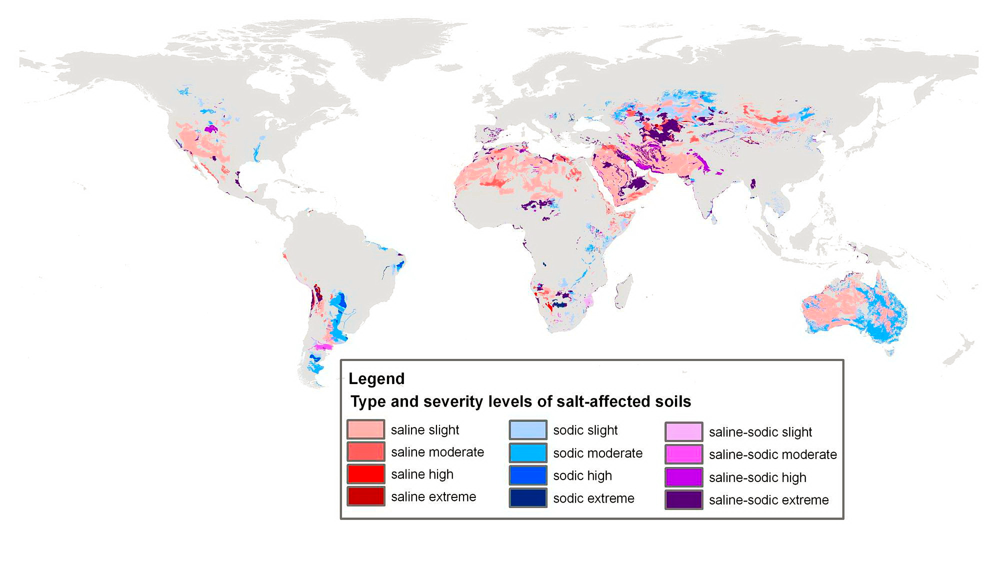 Legend
Type and severity levels of salt-affected soils
saline slight
sodic slight
saline-sodic slight
saline moderate
sodic moderate
saline-sodic moderate
saline high
sodic high
saline-sodic high
saline extreme
sodic extreme
saline-sodic extreme